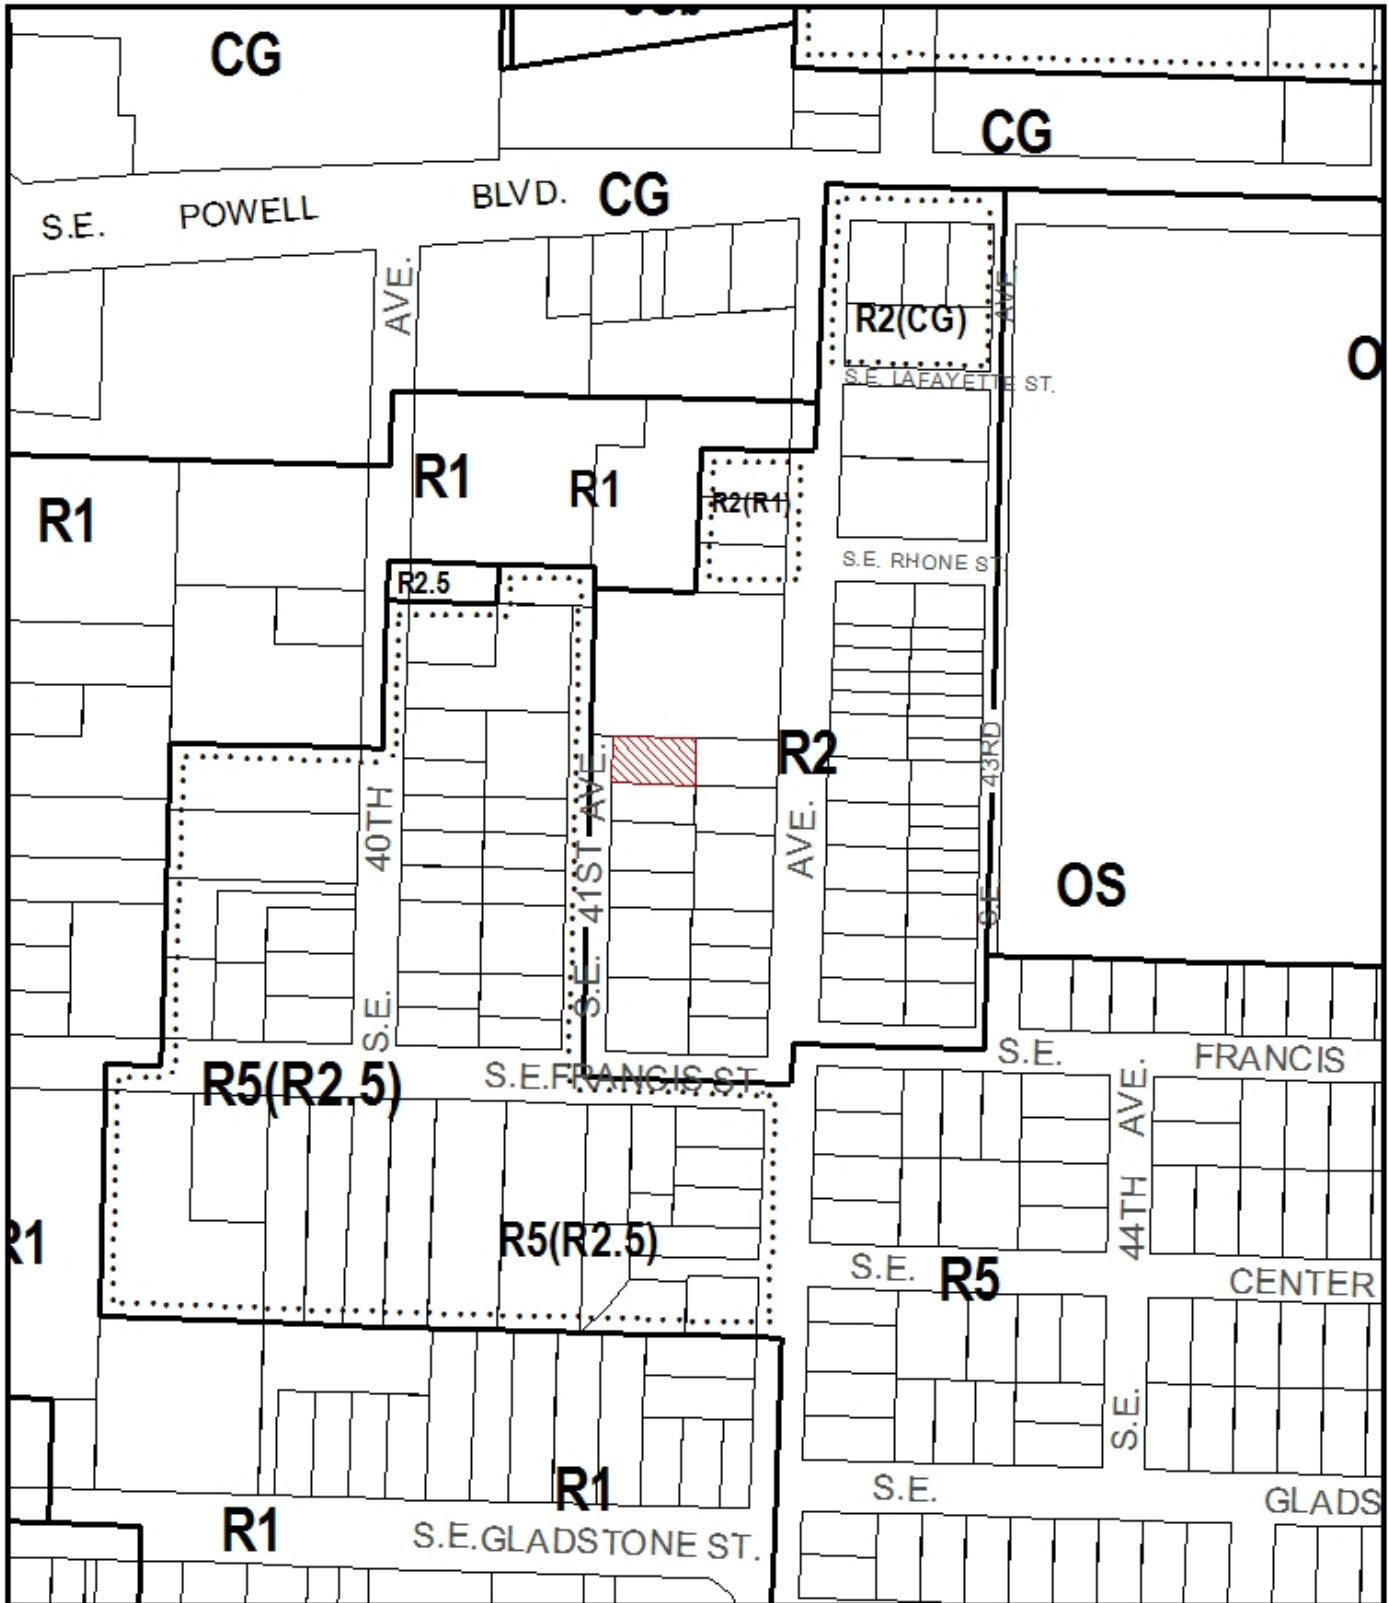 CG
CG
S.E. POWELL BLVD. CG
AVE.
R2(CG)
AVE.
O
S.E. LAFAYETTE ST.
R1
R1
R1
R2(R1)
S.E. RHONE ST.
R2.5
R2
43RD
AVE.
40TH
AVE.
41ST
OS
S.E.
S.E.
S.E.
S.E. FRANCIS
R5(R2.5)
S.E.FRANCIS ST.
AVE.
44TH
R1
R5(R2.5)
S.E. R5 CENTER
S.E.
R1
S.E. GLADS
R1
S.E.GLADSTONE ST.